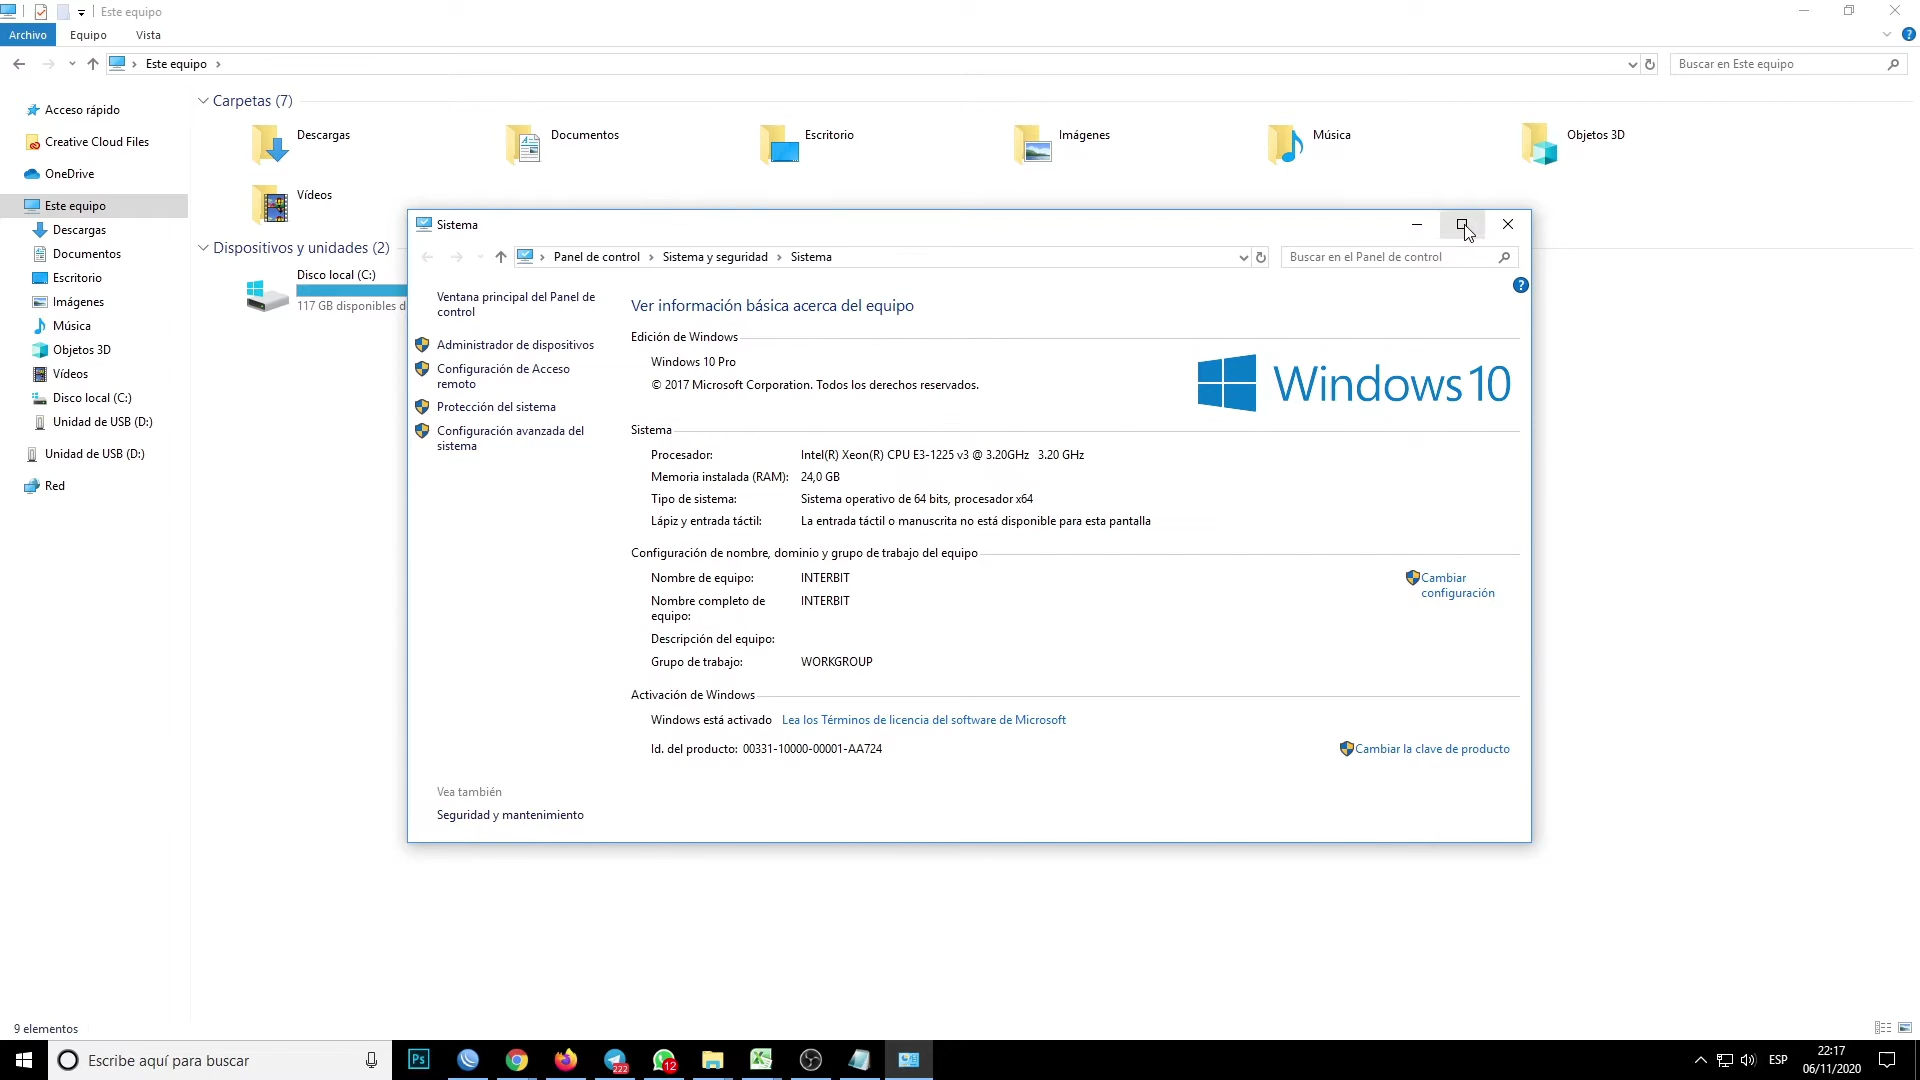 Este equipo
Archivo
Equipo
Vista
Este equipo
Buscar en Este equipo
Acceso rápido
Creative Cloud Files
OneDrive
Este equipo
Descargas
Documentos
Escritorio
Imágenes
Música
Objetos 3D
Vídeos
Disco local (C:)
Unidad de USB (D:)
Unidad de USB (D:)
Red
Carpetas (7)
Descargas
Documentos
Escritorio
Imágenes
Música
Objetos 3D
Vídeos
Dispositivos y unidades (2)
Disco local (C:)
117 GB disponibles d
Sistema
Panel de control
Sistema y seguridad
Sistema
Buscar en el Panel de control
Ventana principal del Panel de
control
Administrador de dispositivos
Configuración de Acceso
remoto
Protección del sistema
Configuración avanzada del
sistema
Vea también
Seguridad y mantenimiento
Ver información básica acerca del equipo
Edición de Windows
Windows 10 Pro
© 2017 Microsoft Corporation. Todos los derechos reservados.
Windows 10
Sistema
Procesador: Intel(R) Xeon(R) CPU E3-1225 v3 @ 3.20GHz 3.20 GHz
Memoria instalada (RAM): 24,0 GB
Tipo de sistema: Sistema operativo de 64 bits, procesador x64
Lápiz y entrada táctil: La entrada táctil o manuscrita no está disponible para esta pantalla
Configuración de nombre, dominio y grupo de trabajo del equipo
Nombre de equipo: INTERBIT
Cambiar
configuración
Nombre completo de
equipo:
INTERBIT
Descripción del equipo:
Grupo de trabajo: WORKGROUP
Activación de Windows
Windows está activado Lea los Términos de licencia del software de Microsoft
Id. del producto: 00331-10000-00001-AA724
Cambiar la clave de producto
9 elementos
Escribe aquí para buscar
Ps
222
12
ESP
22:17
06/11/2020